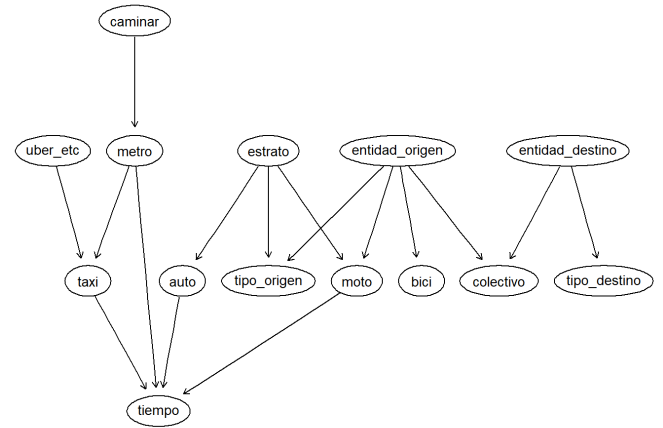 caminar
uber_etc metro estrato entidad_origen entidad_destino
taxi auto tipo_origen moto bici colectivo tipo_destino
tiempo